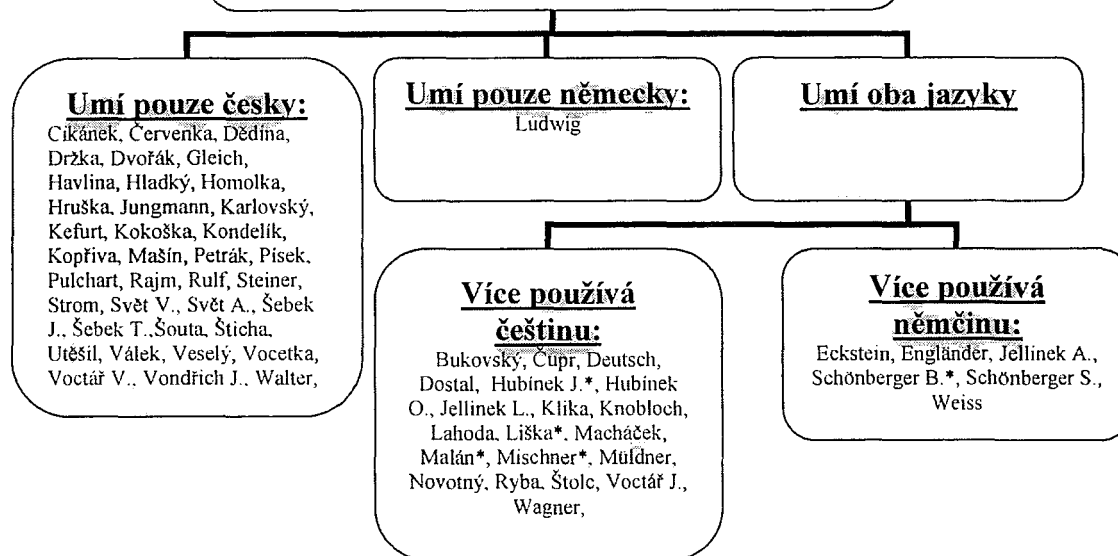 Umí pouze česky:
Cikánek, Červenka, Dědina,
Držka, Dvořák, Gleich,
Havlina, Hladký, Homolka,
Hruška, Jungmann, Karlovský,
Kefurt, Kokoška, Kondelík,
Kopřiva, Mašín, Petrák, Písek,
Pulchart, Rajm, Rulf, Steiner,
Strom, Svět V., Svět A., Šebek
J., Šebek T.,Šouta, Šticha,
Utěšil, Válek, Veselý, Vocetka,
Voctář V., Vondřich J., Walter,
Umí pouze německy:
Ludwig
Umí oba jazyky
Více používá
češtinu:
Bukovský, Čupr, Deutsch,
Dostal, Hubínek J.*, Hubínek
O., Jellinek L., Klika, Knobloch,
Lahoda, Liška*, Macháček,
Malán*, Mischner*, Müldner,
Novotný, Ryba, Štolc, Voctář J.,
Wagner,
Více používá
němčinu:
Eckstein, Engländer, Jellinek A.,
Schönberger B.*, Schönberger S.,
Weiss